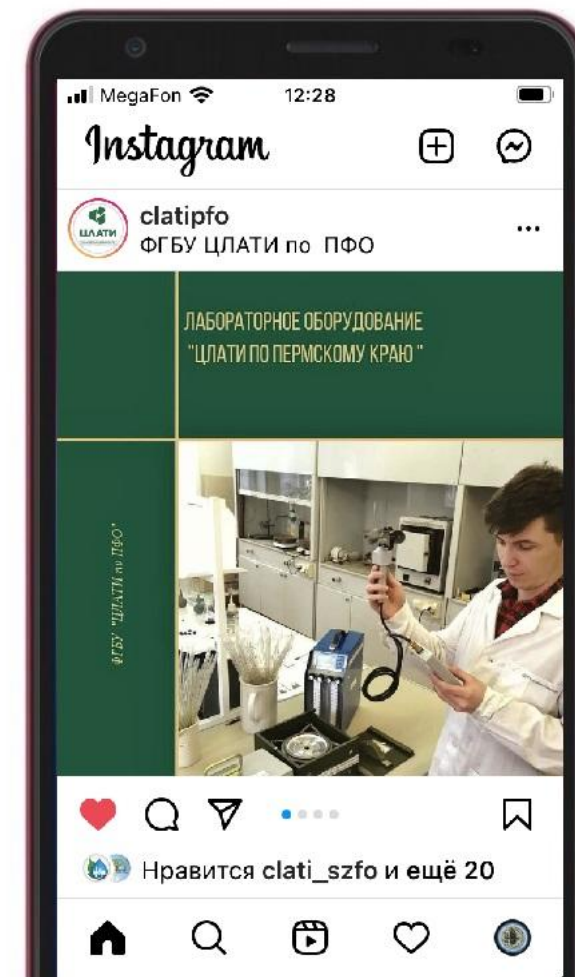 MegaFon 12:28
Instagram
ЦЛАТИ
clatipfo
ФГБУ ЦЛАТИ по ПФО
ЛАБОРАТОРНОЕ ОБОРУДОВАНИЕ
"ЦЛАТИ ПО ПЕРМСКОМУ КРАЮ "
ФГБУ "ЦЛАТИ по ПФО"
Нравится clati_szfo и ещё 20